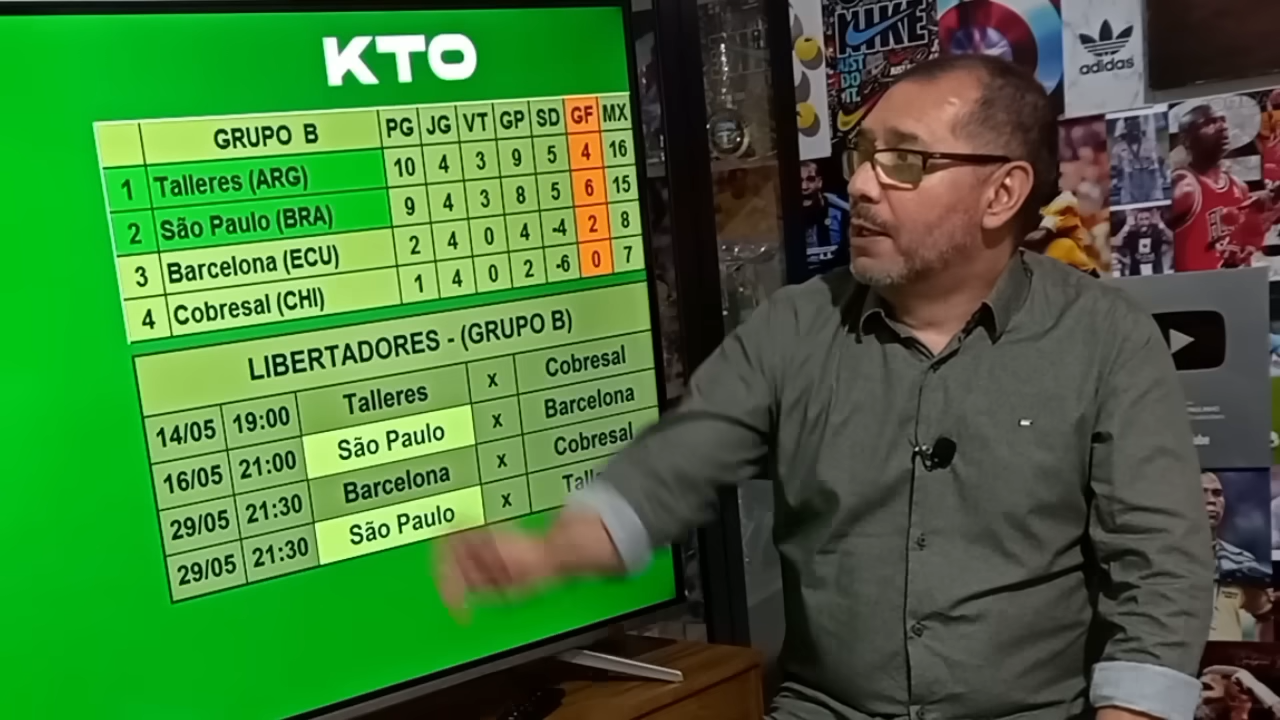 KTO
GRUPO B PG JG VT GP SD GF MX
1 Talleres (ARG) 10 4 3 9 5 4 16
2 São Paulo (BRA) 9 4 3 8 5 6 15
3 Barcelona (ECU) 2 4 0 4 -4 2 8
4 Cobresal (CHI) 1 4 0 2 -6 0 7
LIBERTADORES - (GRUPO B)
14/05 19:00 Talleres x Cobresal
16/05 21:00 São Paulo x Barcelona
29/05 21:30 Barcelona x Cobresal
29/05 21:30 São Paulo x
NIKE
JUST
DO
IT.
adidas